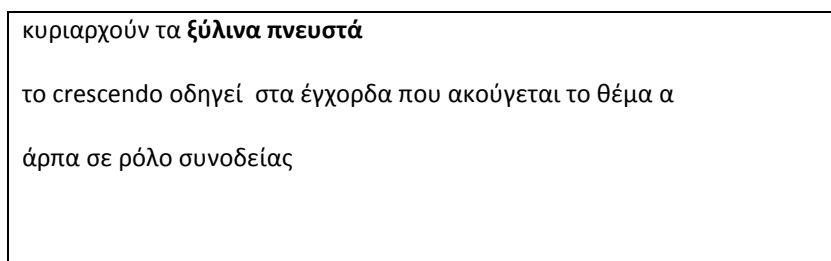 κυριαρχούν τα ξύλινα πνευστά
το crescendo οδηγεί  στα έγχορδα που ακούγεται το θέμα α
άρπα σε ρόλο συνοδείας